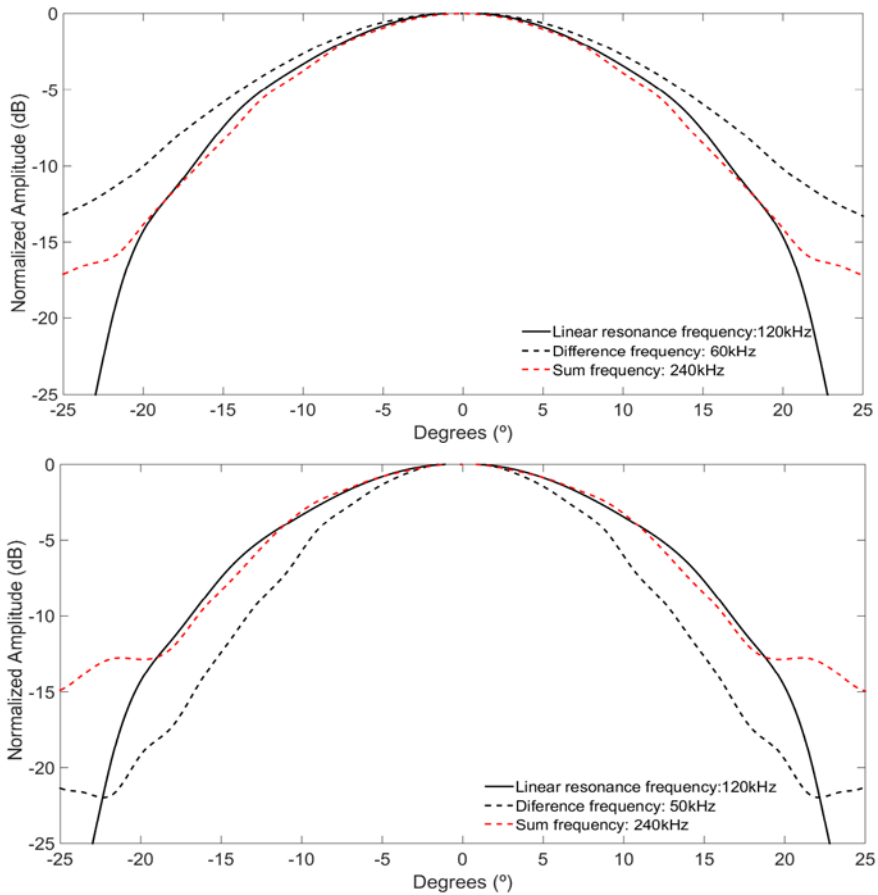 0
-5
-10
-15
-20
-25
Normalized Amplitude (dB)
Linear resonance frequency:120kHz
Difference frequency: 60kHz
Sum frequency: 240kHz
-25 -20 -15 -10 -5 0 5 10 15 20 25
Degrees (º)
0
-5
-10
-15
-20
-25
Normalized Amplitude (dB)
Linear resonance frequency:120kHz
Diference frequency: 50kHz
Sum frequency: 240kHz
-25 -20 -15 -10 -5 0 5 10 15 20 25
Degrees (º)